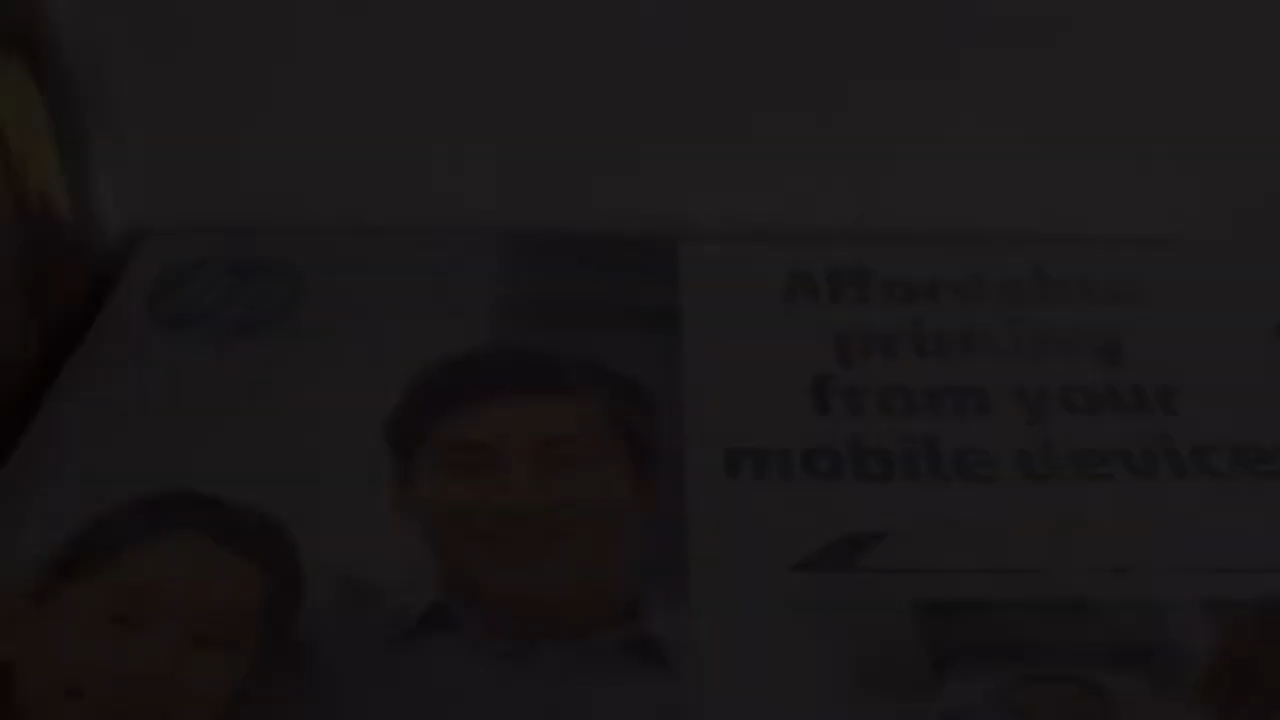 Affordable
printing
from your
mobile device